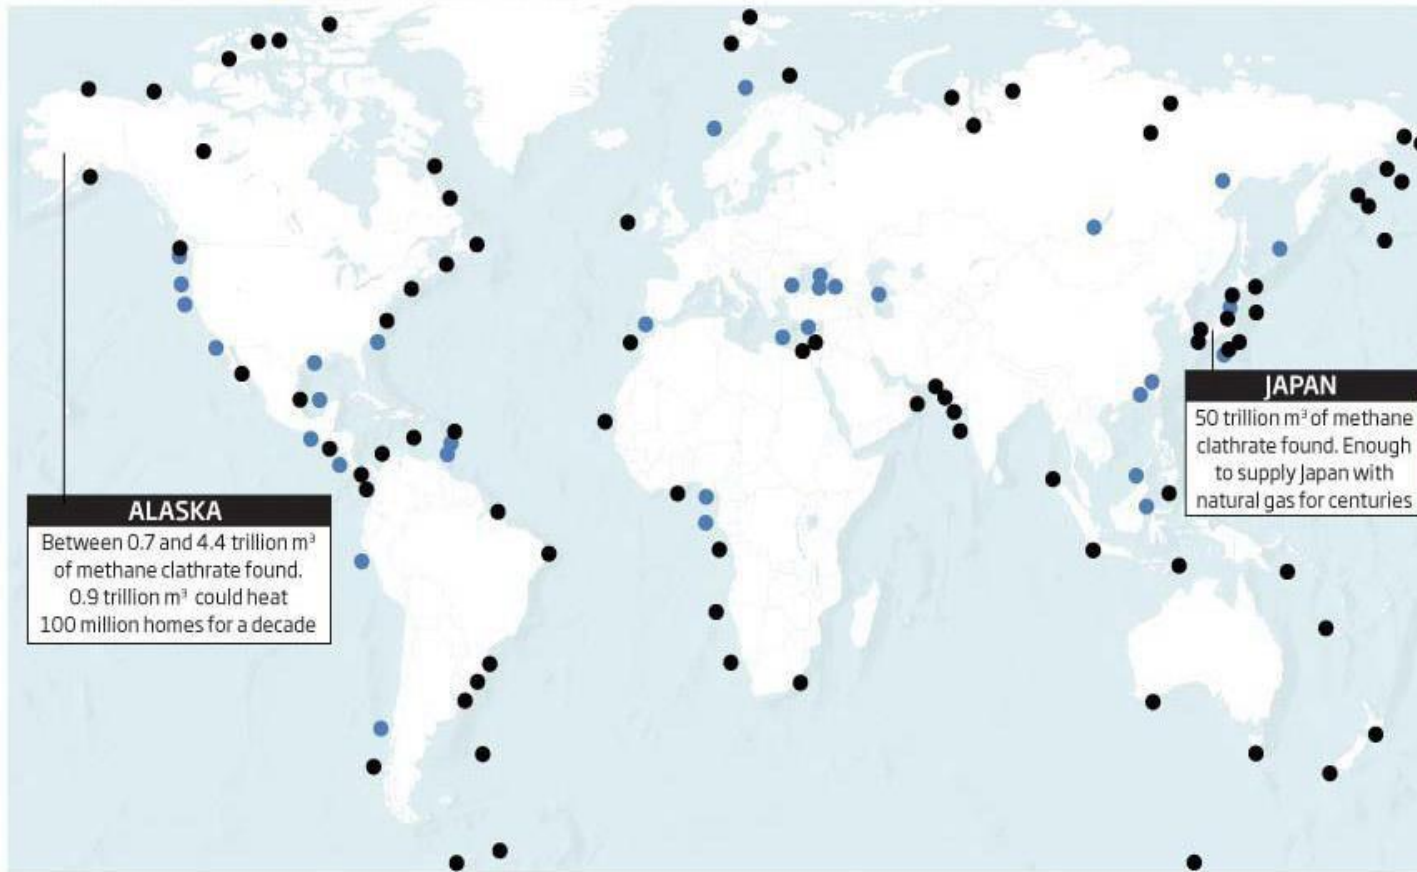 ALASKA
Between 0.7 and 4.4 trillion m³
of methane clathrate found.
0.9 trillion m³ could heat
100 million homes for a decade
JAPAN
50 trillion m³ of methane
clathrate found. Enough
to supply Japan with
natural gas for centuries